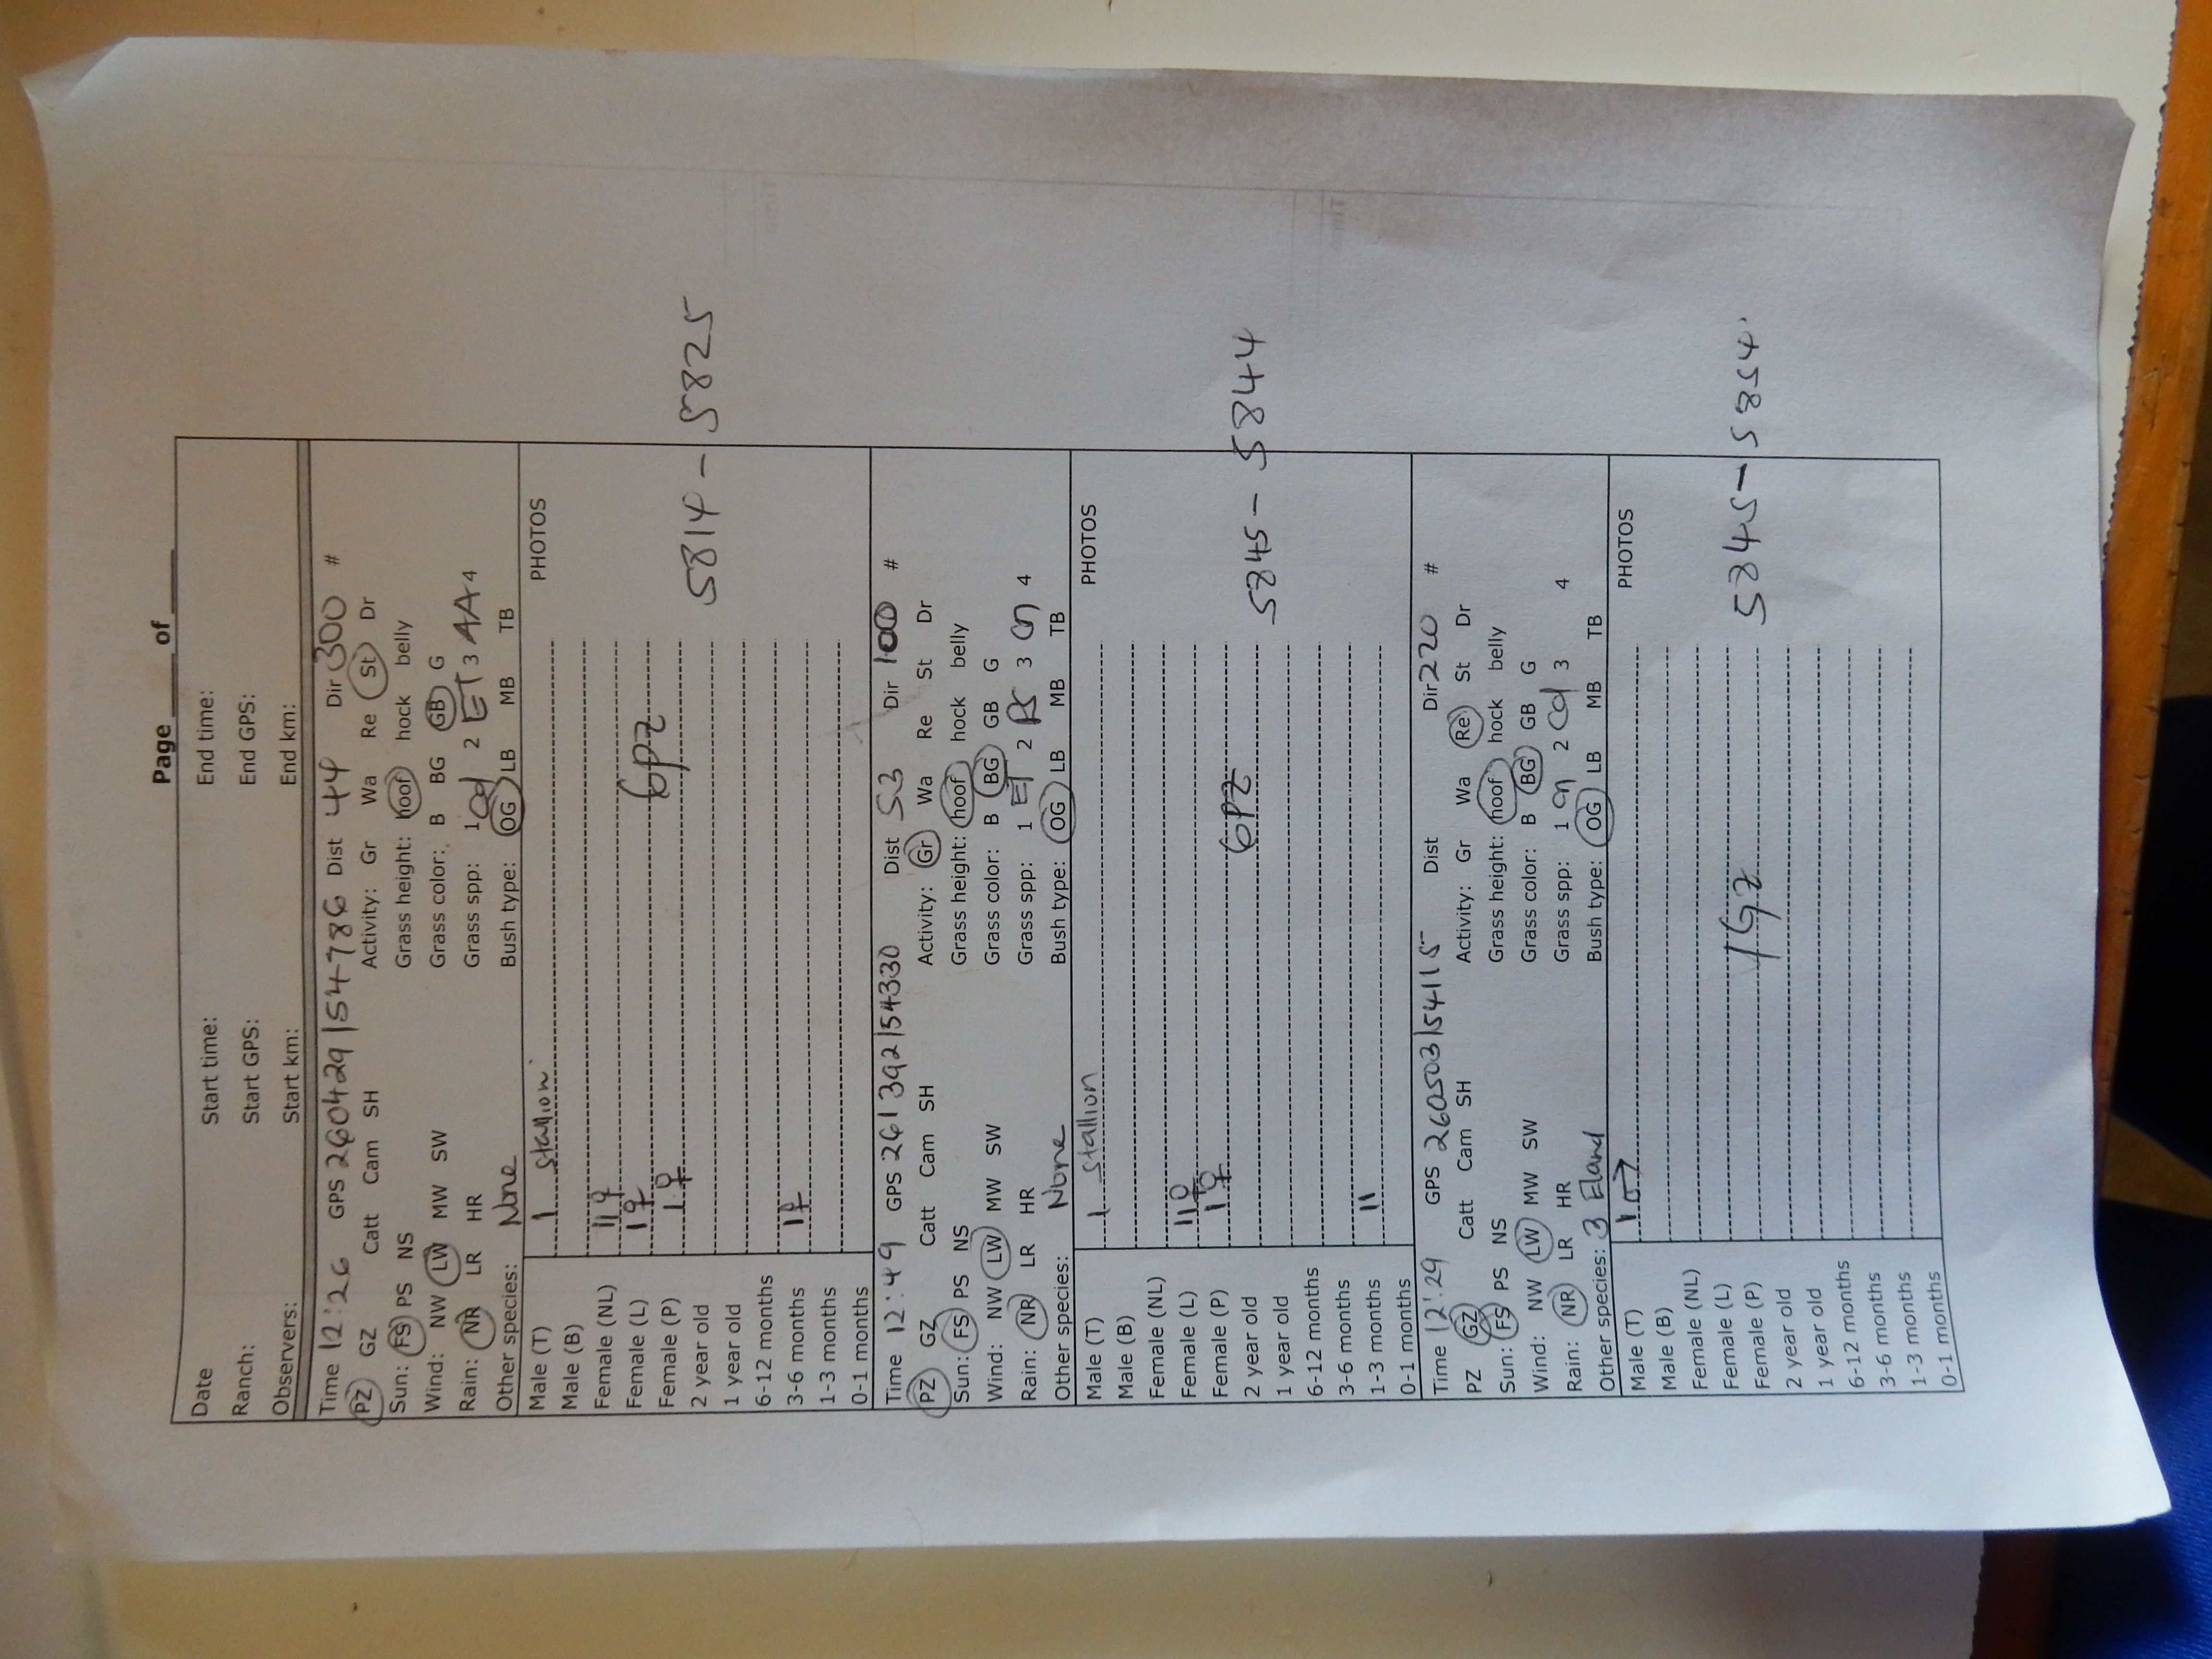 Page ____ of ____
Date Start time: End time:
Ranch: Start GPS: End GPS:
Observers: Start km: End km:
Time 12:26 GPS 260429|54786 Dist 44 Dir 300 #
PZ GZ Catt Cam SH Activity: Gr Wa Re St Dr
Sun: FS PS NS Grass height: hoof hock belly
Wind: NW LW MW SW Grass color: B BG GB G
Rain: NR LR HR Grass spp: 1 Cd 2 ET 3 AA 4
Other species: None Bush type: OG LB MB TB
Male (T) 1 stallion PHOTOS
Male (B)
Female (NL) 11♀
Female (L) 1♀ 6pz
Female (P) 1♀
2 year old 5814 - 5825
1 year old
6-12 months
3-6 months 1♀
1-3 months
0-1 months
Time 12:49 GPS 261392|54330 Dist 53 Dir 100 #
PZ GZ Catt Cam SH Activity: Gr Wa Re St Dr
Sun: FS PS NS Grass height: hoof hock belly
Wind: NW LW MW SW Grass color: B BG GB G
Rain: NR LR HR Grass spp: 1 ET 2 PS 3 Cn 4
Other species: None Bush type: OG LB MB TB
Male (T) 1 stallion PHOTOS
Male (B)
Female (NL)
Female (L) 11♀
Female (P) 1♀
2 year old 6PZ 5845 - 5844
1 year old
6-12 months
3-6 months
1-3 months 11
0-1 months
Time 12:29 GPS 260503|54115 Dist Dir 220 #
PZ GZ Catt Cam SH Activity: Gr Wa Re St Dr
Sun: FS PS NS Grass height: hoof hock belly
Wind: NW LW MW SW Grass color: B BG GB G
Rain: NR LR HR Grass spp: 1 Cn 2 Cd 3 4
Other species: 3 Eland Bush type: OG LB MB TB
Male (T) 1♂ PHOTOS
Male (B)
Female (NL)
Female (L)
Female (P) 1Gz 5845 - 5854
2 year old
1 year old
6-12 months
3-6 months
1-3 months
0-1 months